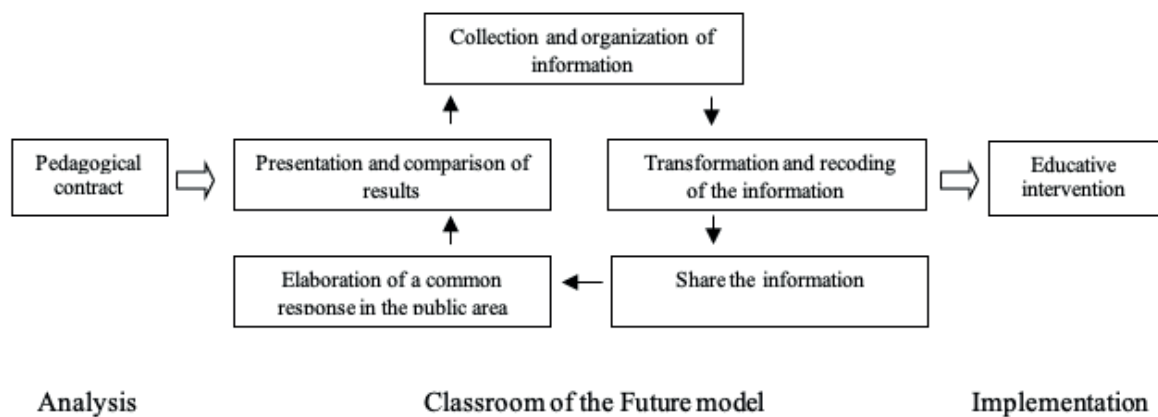 Collection and organization of
information
Pedagogical
contract
Presentation and comparison of
results
Transformation and recoding
of the information
Educative
intervention
Elaboration of a common
response in the public area
Share the information
Analysis
Classroom of the Future model
Implementation